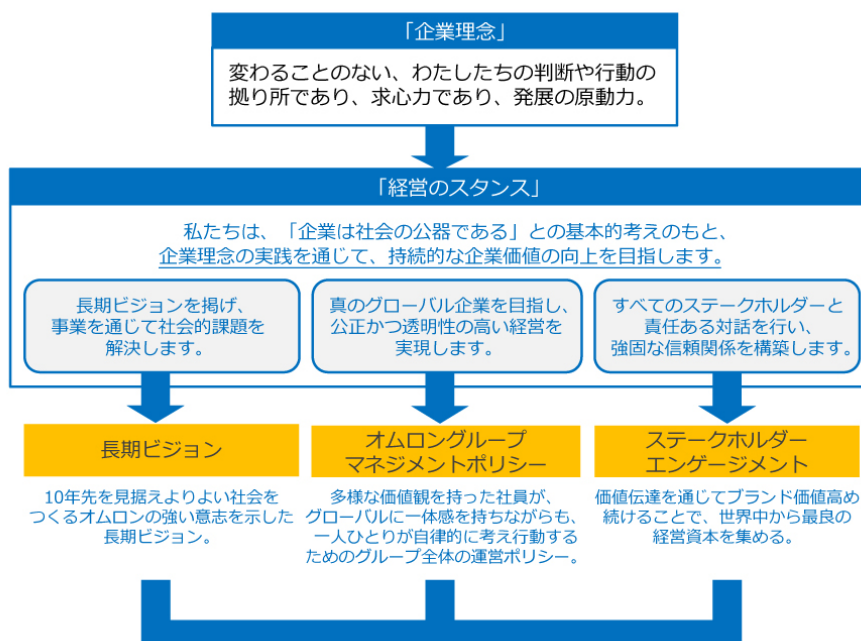 「企業理念」
変わることのない、わたしたちの判断や行動の
拠り所であり、求心力であり、発展の原動力。
「経営のスタンス」
私たちは、「企業は社会の公器である」との基本的考えのもと、
企業理念の実践を通じて、持続的な企業価値の向上を目指します。
長期ビジョンを掲げ、
事業を通じて社会的課題を
解決します。
真のグローバル企業を目指し、
公正かつ透明性の高い経営を
実現します。
すべてのステークホルダーと
責任ある対話を行い、
強固な信頼関係を構築します。
長期ビジョン
10年先を見据えよりよい社会を
つくるオムロンの強い意志を示した
長期ビジョン。
オムロングループ
マネジメントポリシー
多様な価値観を持った社員が、
グローバルに一体感を持ちながらも、
一人ひとりが自律的に考え行動する
ためのグループ全体の運営ポリシー。
ステークホルダー
エンゲージメント
価値伝達を通じてブランド価値高め
続けることで、世界中から最良の
経営資本を集める。